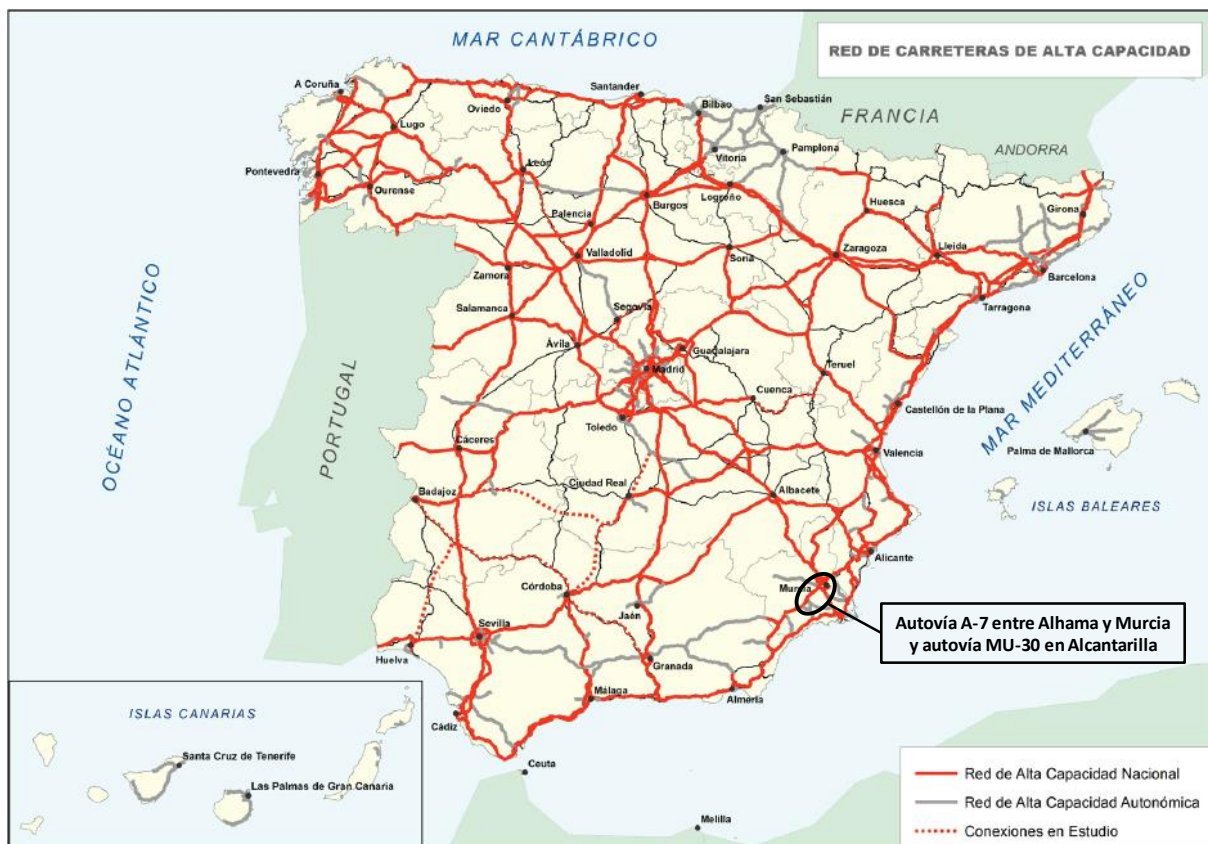 MAR CANTÁBRICO
RED DE CARRETERAS DE ALTA CAPACIDAD
A Coruña
Santander
San Sebastián
Oviedo
Bilbao
FRANCIA
Lugo
Vitoria
Pamplona
ANDORRA
León
Pontevedra
Ourense
Logroño
Huesca
Girona
Burgos
Palencia
Valladolid
Soria
Zaragoza
Lleida
Zamora
Barcelona
Tarragona
Salamanca
Segovia
OCÉANO ATLÁNTICO
Ávila
Guadalajara
Madrid
Teruel
MAR MEDITERRÁNEO
PORTUGAL
Cuenca
Toledo
Castellón de la Plana
Cáceres
Valencia
Palma de Mallorca
Ciudad Real
Badajoz
Albacete
ISLAS BALEARES
Alicante
Córdoba
Murcia
Jaén
Autovía A-7 entre Alhama y Murcia
y autovía MU-30 en Alcantarilla
Sevilla
Huelva
Granada
Almería
Málaga
ISLAS CANARIAS
Cádiz
Santa Cruz de Tenerife
Ceuta
Las Palmas de Gran Canaria
Red de Alta Capacidad Nacional
Red de Alta Capacidad Autonómica
Melilla
Conexiones en Estudio